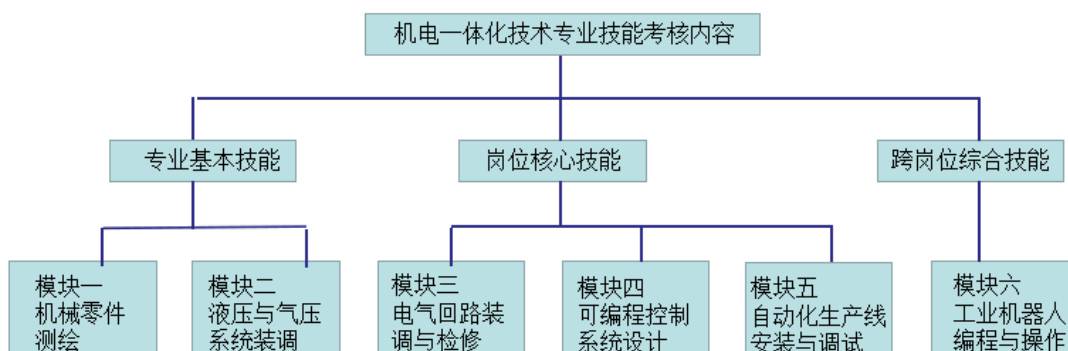 机电一体化技术专业技能考核内容
专业基本技能
岗位核心技能
跨岗位综合技能
模块一
机械零件
测绘
模块二
液压与气压
系统装调
模块三
电气回路装
调与检修
模块四
可编程控制
系统设计
模块五
自动化生产线
安装与调试
模块六
工业机器人
编程与操作